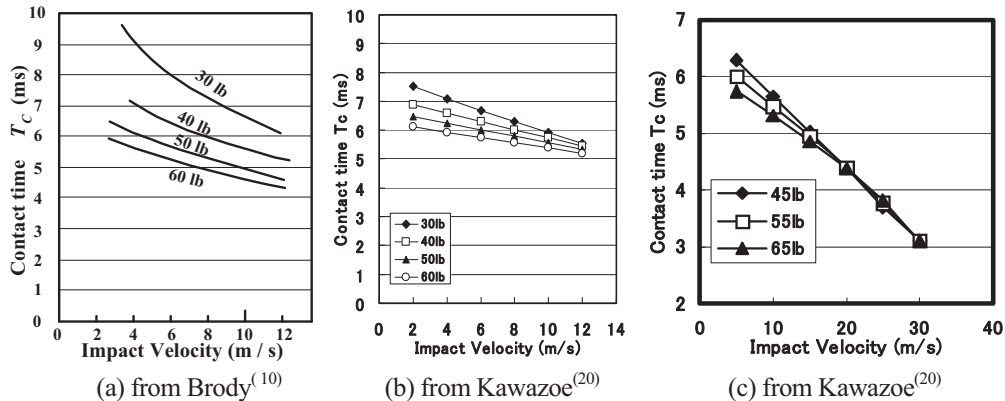 10
9
8
7
6
5
4
3
2
1
0
Contact time T_C (ms)
30 lb
40 lb
50 lb
60 lb
0 2 4 6 8 10 12
Impact Velocity (m / s)
(a) from Brody(10)
10
9
8
7
6
5
4
3
2
1
0
Contact time Tc (ms)
30lb
40lb
50lb
60lb
0 2 4 6 8 10 12 14
Impact Velocity (m/s)
(b) from Kawazoe(20)
7
6
5
4
3
2
Contact time Tc (ms)
45lb
55lb
65lb
0 10 20 30 40
Impact Velocity (m/s)
(c) from Kawazoe(20)